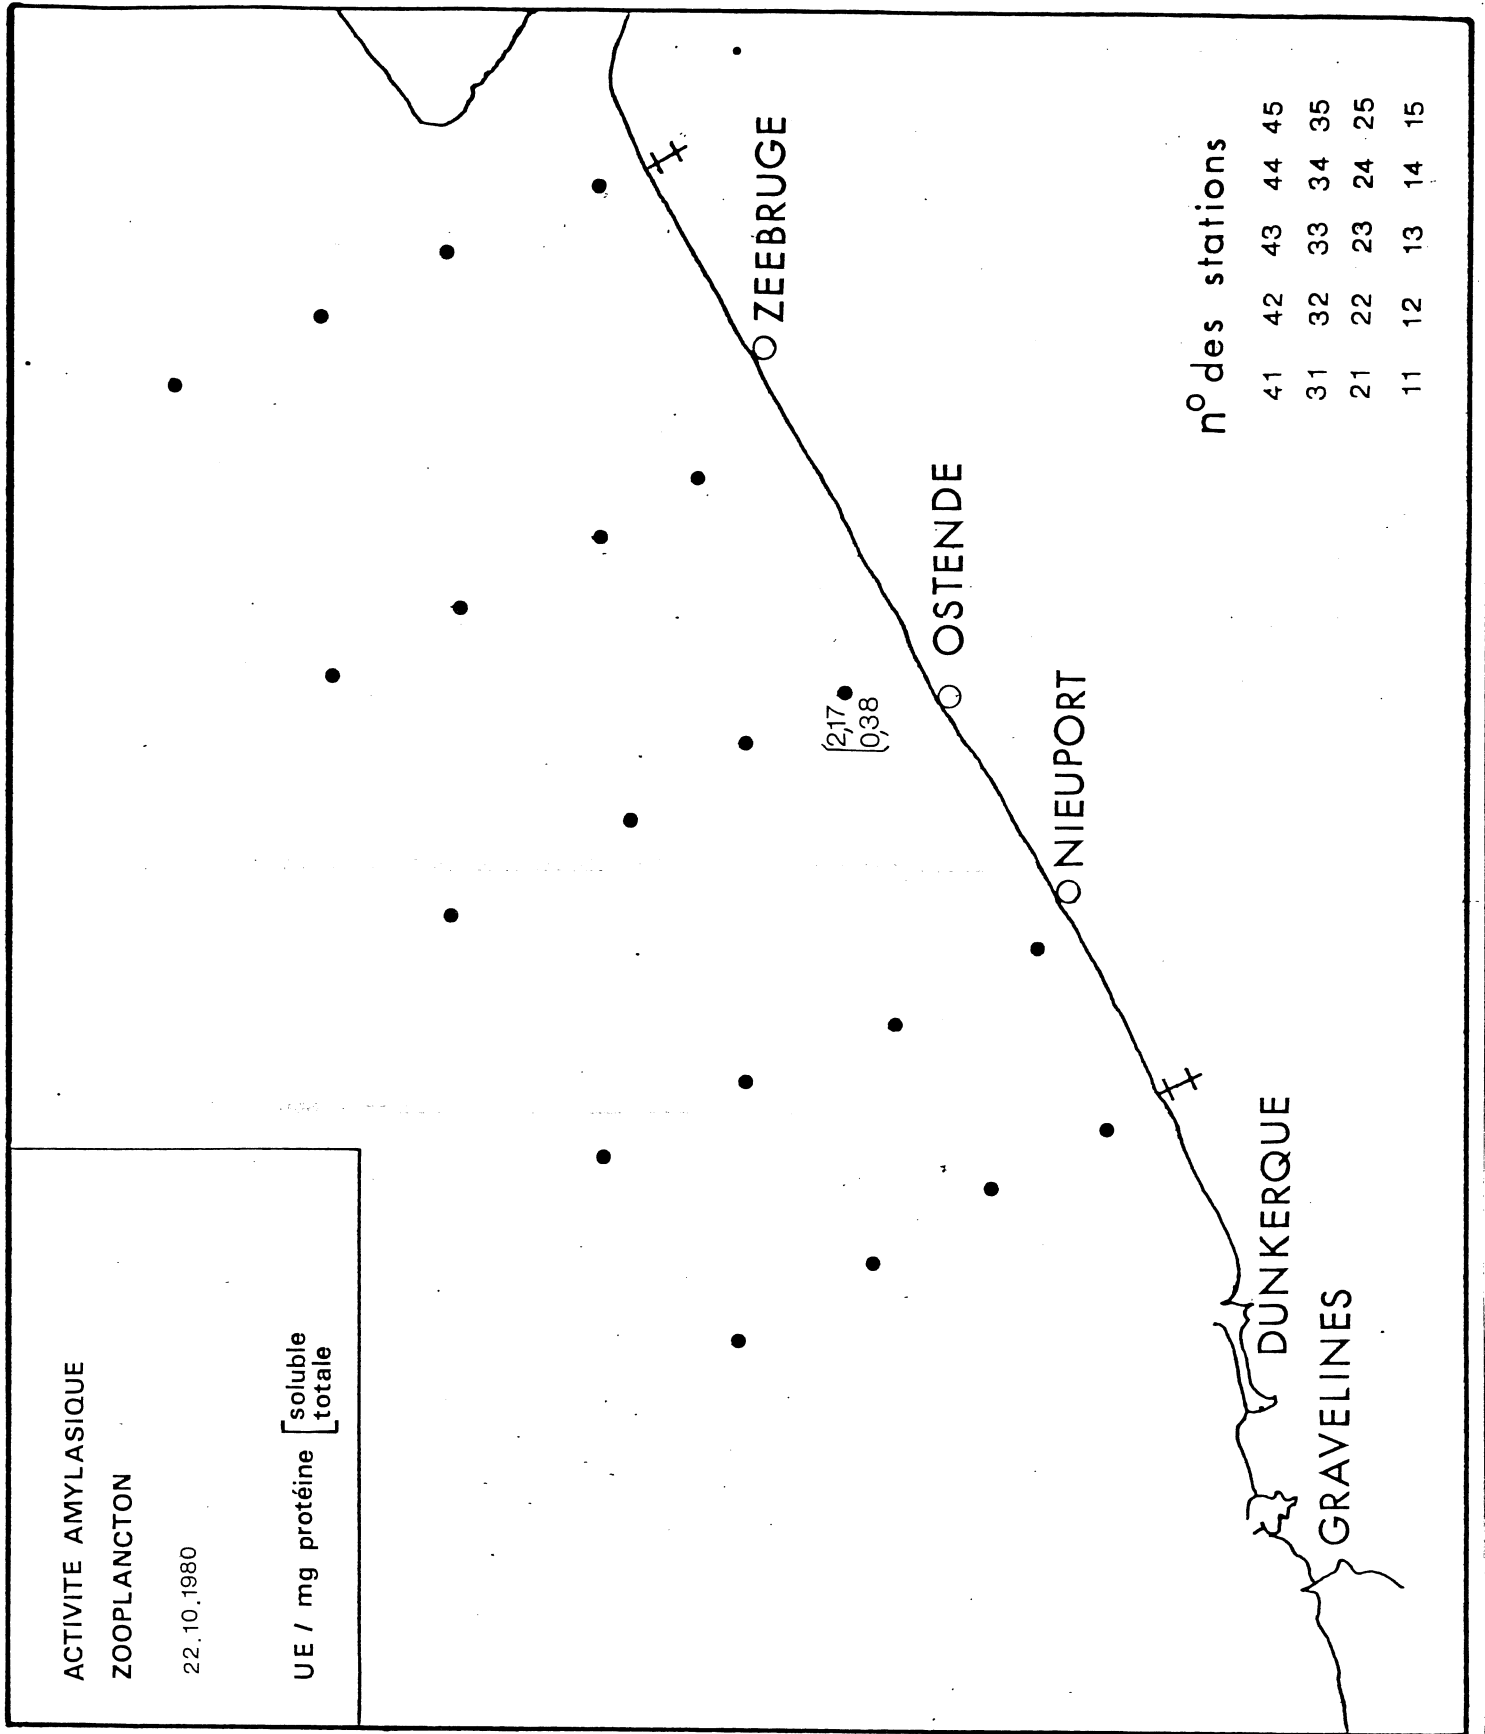 ACTIVITE AMYLASIQUE
ZOOPLANCTON
22.10.1980
UE / mg protéine [soluble
totale
2,17
0,38
ZEEBRUGE
OSTENDE
NIEUPORT
DUNKERQUE
GRAVELINES
n° des stations
41 42 43 44 45
31 32 33 34 35
21 22 23 24 25
11 12 13 14 15